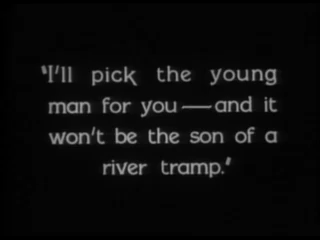 "I'll pick the young
man for you—and it
won't be the son of a
river tramp."